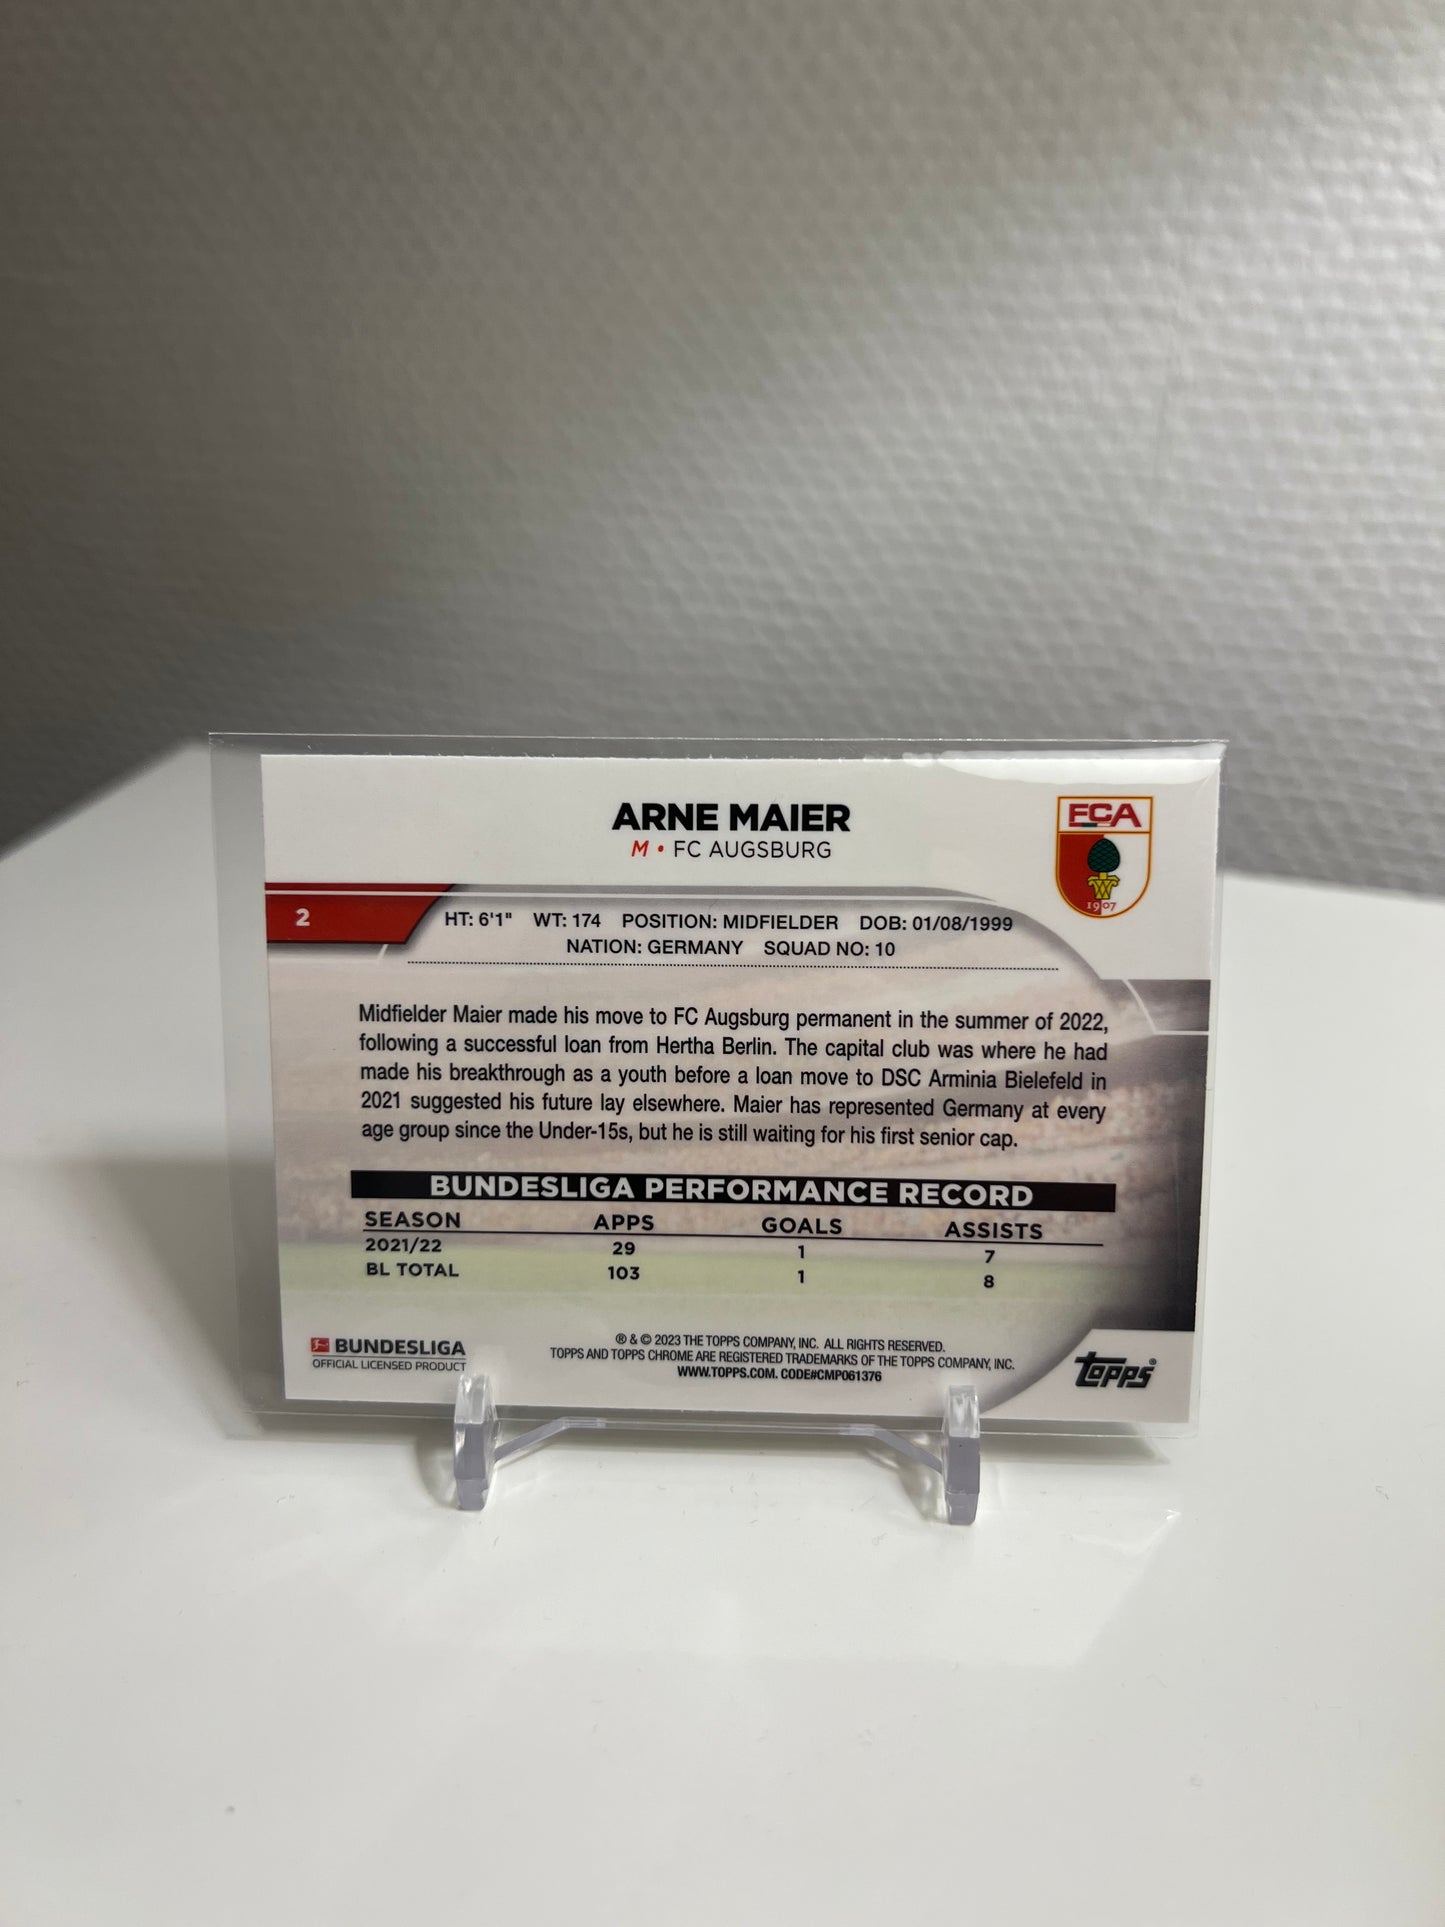 ARNE MAIER
M • FC AUGSBURG
FCA
1907
2
HT: 6'1" WT: 174 POSITION: MIDFIELDER DOB: 01/08/1999
NATION: GERMANY SQUAD NO: 10
Midfielder Maier made his move to FC Augsburg permanent in the summer of 2022,
following a successful loan from Hertha Berlin. The capital club was where he had
made his breakthrough as a youth before a loan move to DSC Arminia Bielefeld in
2021 suggested his future lay elsewhere. Maier has represented Germany at every
age group since the Under-15s, but he is still waiting for his first senior cap.
BUNDESLIGA PERFORMANCE RECORD
SEASON APPS GOALS ASSISTS
2021/22 29 1 7
BL TOTAL 103 1 8
BUNDESLIGA
OFFICIAL LICENSED PRODUCT
® & © 2023 THE TOPPS COMPANY, INC. ALL RIGHTS RESERVED.
TOPPS AND TOPPS CHROME ARE REGISTERED TRADEMARKS OF THE TOPPS COMPANY, INC.
WWW.TOPPS.COM. CODE#CMP061376
topps®